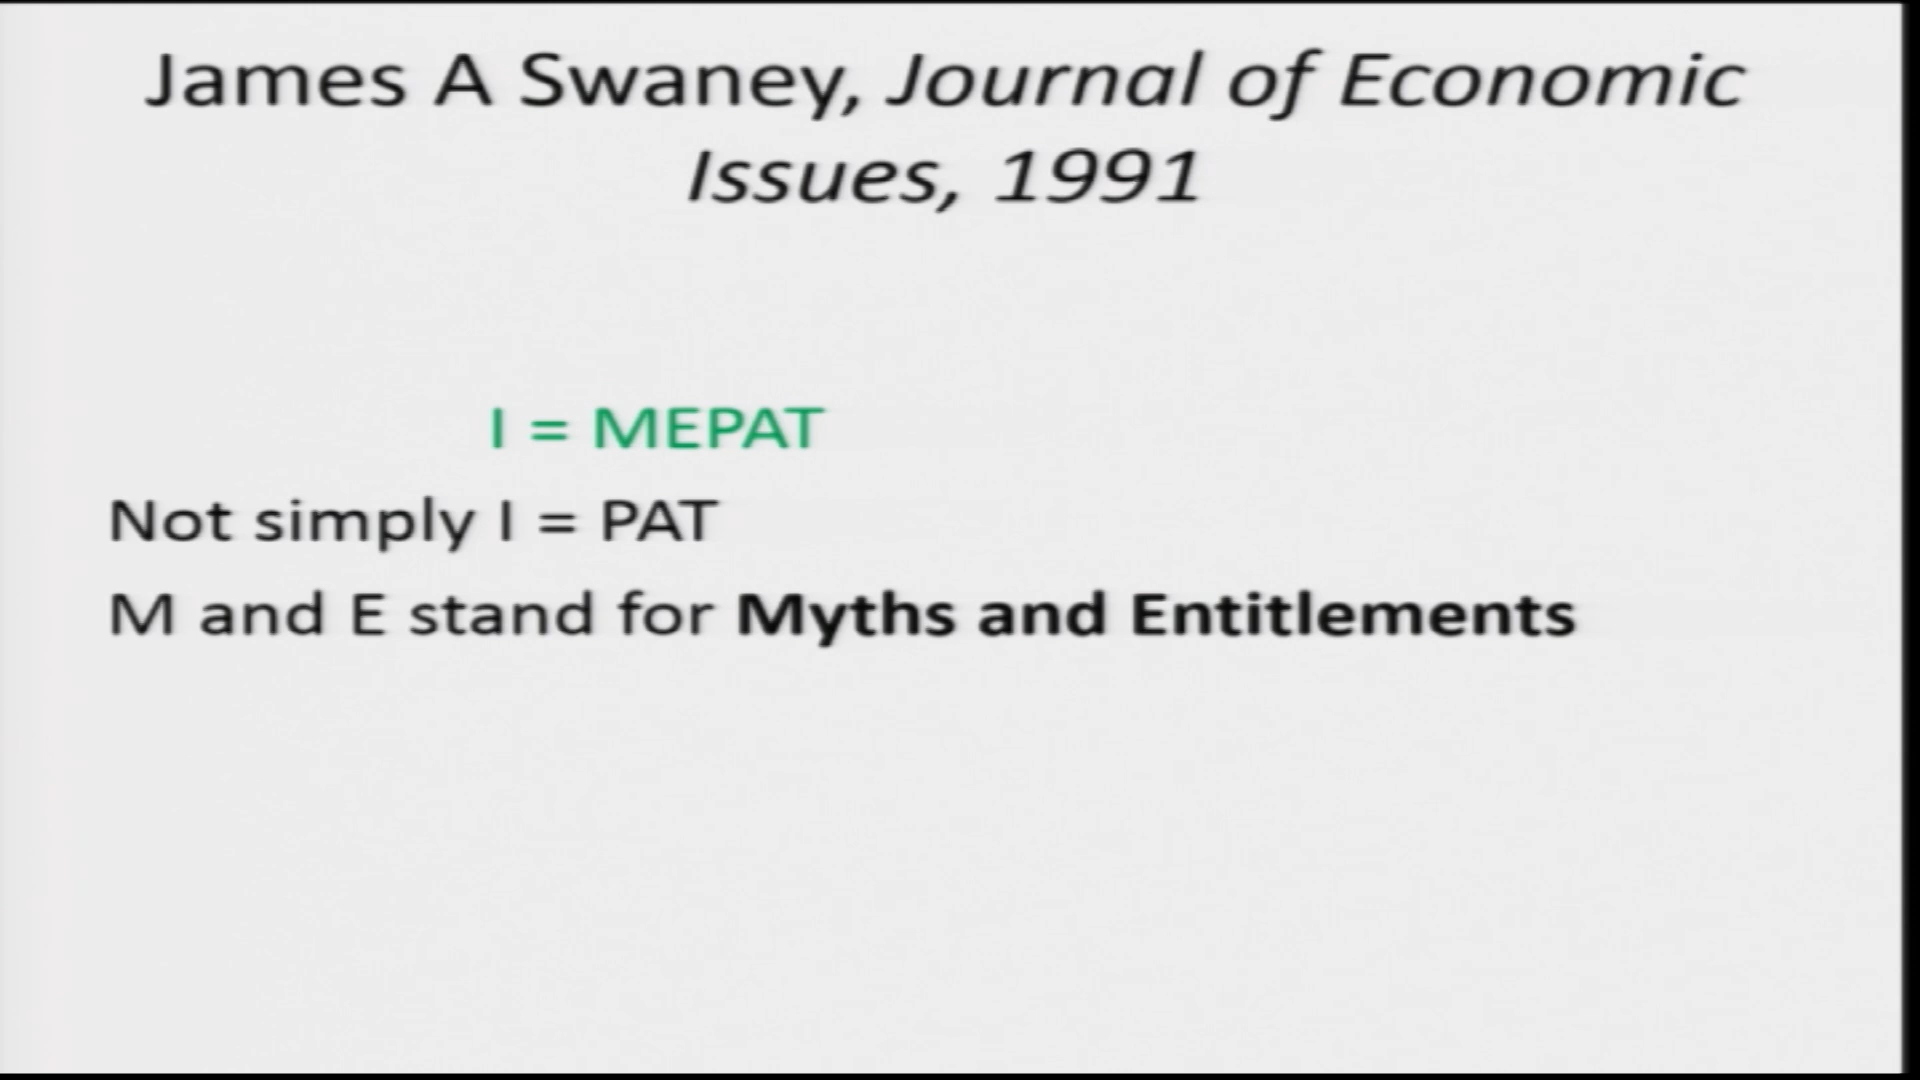 James A Swaney, Journal of Economic
Issues, 1991
I = MEPAT
Not simply I = PAT
M and E stand for Myths and Entitlements